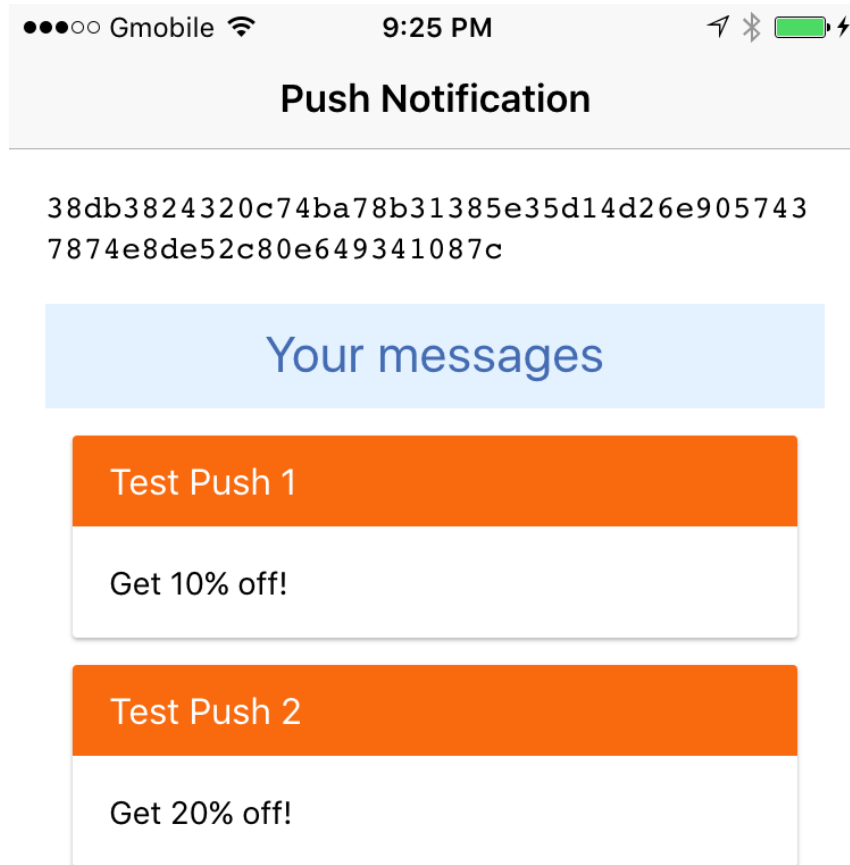 Gmobile 9:25 PM
Push Notification
38db3824320c74ba78b31385e35d14d26e905743
7874e8de52c80e649341087c
Your messages
Test Push 1
Get 10% off!
Test Push 2
Get 20% off!